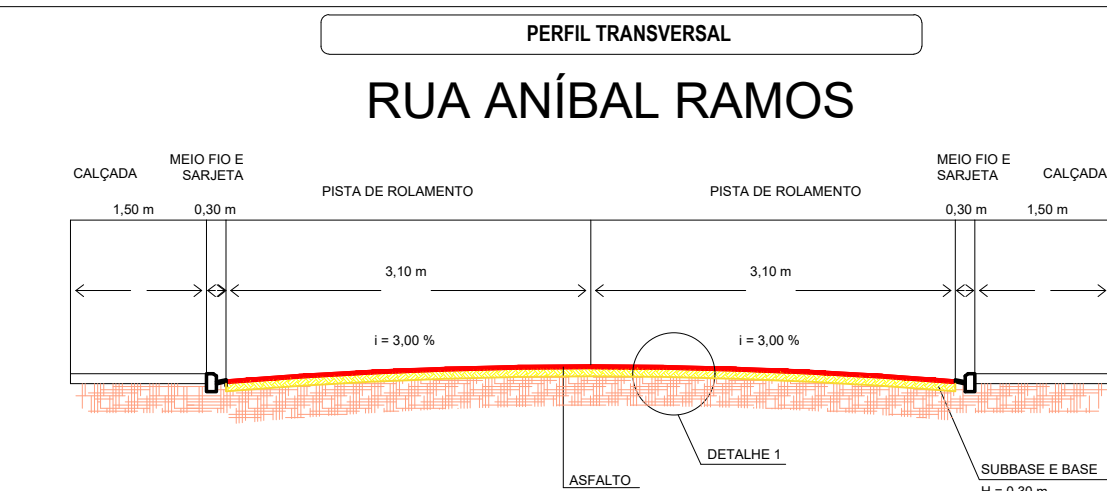 PERFIL TRANSVERSAL
RUA ANÍBAL RAMOS
CALÇADA
MEIO FIO E
SARJETA
PISTA DE ROLAMENTO
PISTA DE ROLAMENTO
MEIO FIO E
SARJETA
CALÇADA
1,50 m
0,30 m
0,30 m
1,50 m
3,10 m
3,10 m
i = 3,00 %
i = 3,00 %
DETALHE 1
ASFALTO
SUBBASE E BASE
H = 0,30 m